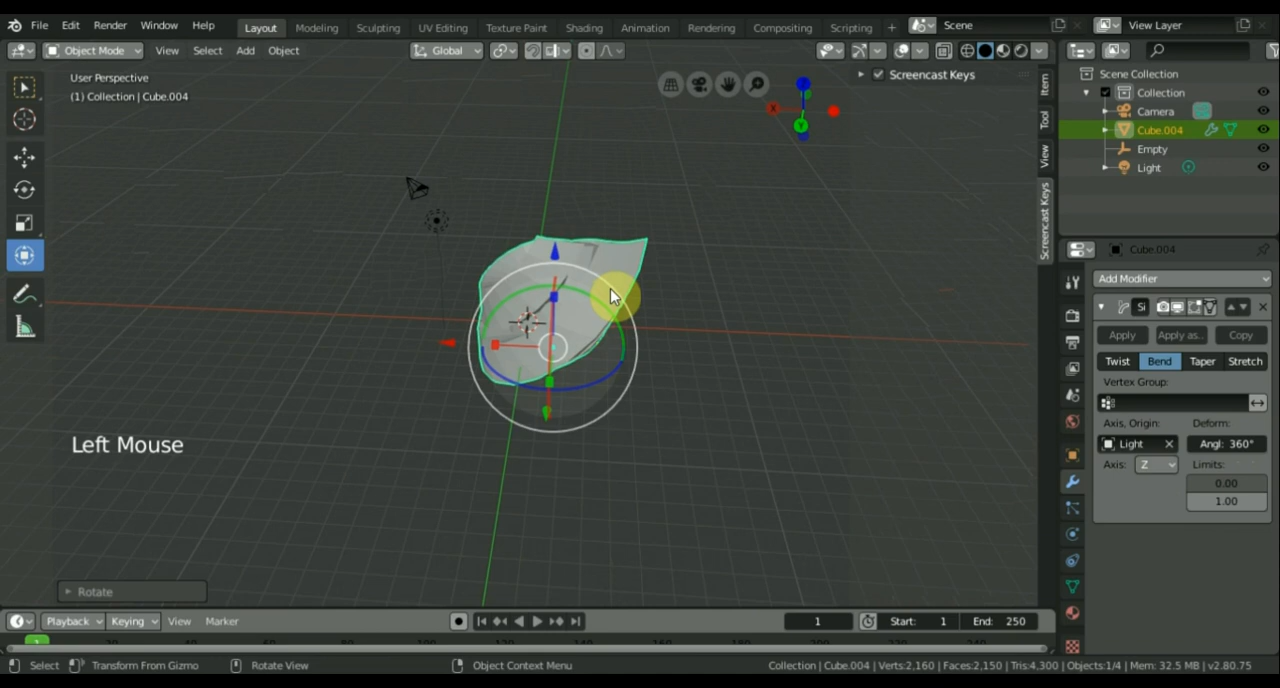 File Edit Render Window Help Layout Modeling Sculpting UV Editing Texture Paint Shading Animation Rendering Compositing Scripting + Scene View Layer
Object Mode View Select Add Object Global
User Perspective
(1) Collection | Cube.004
Screencast Keys
Item
Tool
View
Screencast Keys
X
Z
Y
Scene Collection
Collection
Camera
Cube.004
Empty
Light
Cube.004
Add Modifier
Si
Apply Apply as.. Copy
Twist Bend Taper Stretch
Vertex Group:
Axis, Origin: Deform:
Light Angl: 360°
Axis: Z Limits:
0.00
1.00
Left Mouse
Rotate
Playback Keying View Marker 1 Start: 1 End: 250
1
Select Transform From Gizmo Rotate View Object Context Menu Collection | Cube.004 | Verts:2,160 | Faces:2,150 | Tris:4,300 | Objects:1/4 | Mem: 32.5 MB | v2.80.75